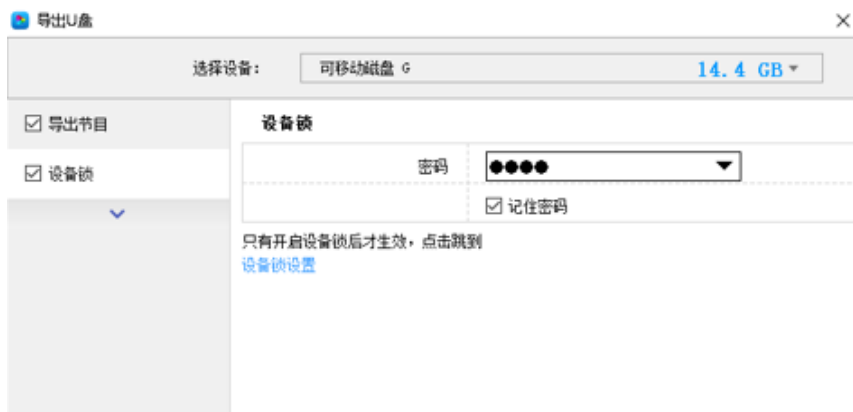 导出U盘
选择设备： 可移动磁盘 G 14.4 GB
导出节目
设备锁
设备锁
密码 ●●●●
记住密码
只有开启设备锁后才生效，点击跳到
设备锁设置